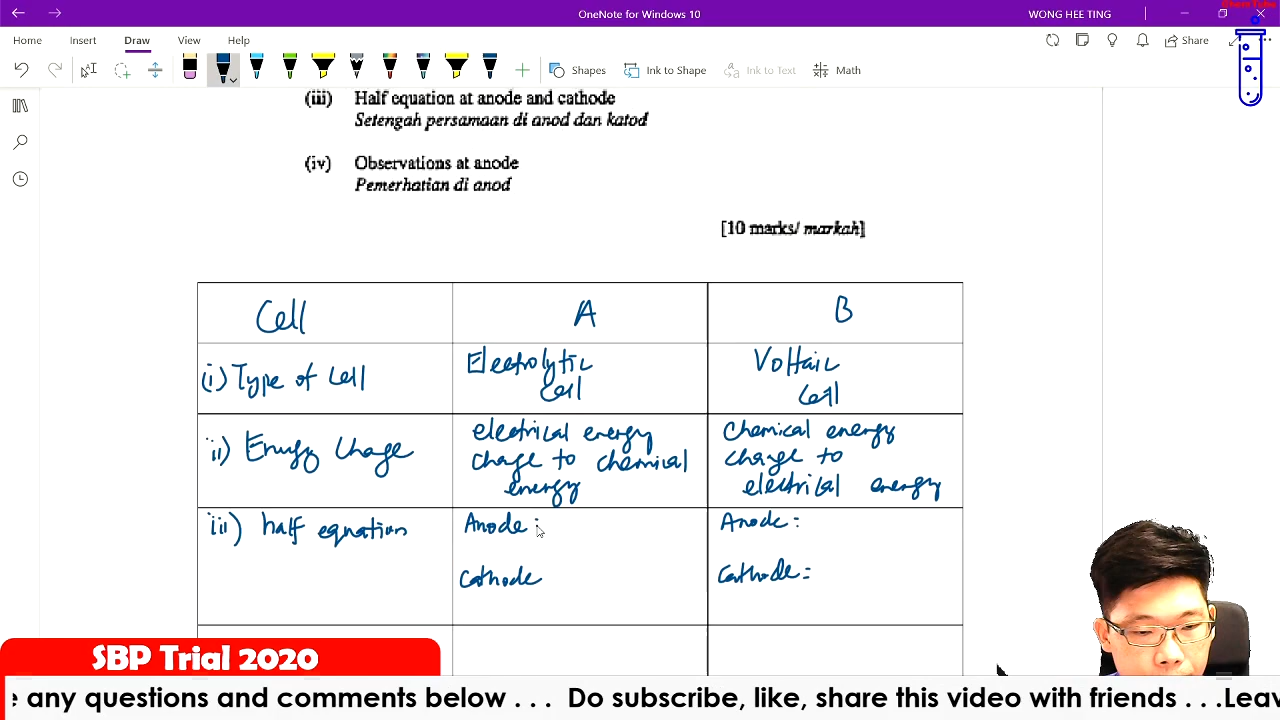 OneNote for Windows 10
WONG HEE TING
Home
Insert
Draw
View
Help
Share
Shapes
Ink to Shape
Ink to Text
Math
(iii) Half equation at anode and cathode
Setengah persamaan di anod dan katod
(iv) Observations at anode
Pemerhatian di anod
[10 marks/ markah]
Cell
A
B
(i) Type of Cell
Electrolytic
Cell
Voltaic
Cell
ii) Energy Change
electrical energy
change to chemical
energy
chemical energy
change to
electrical energy
iii) half equation
Anode :
Cathode
Anode :
Cathode :
SBP Trial 2020
any questions and comments below . . . Do subscribe, like, share this video with friends . . .Leav